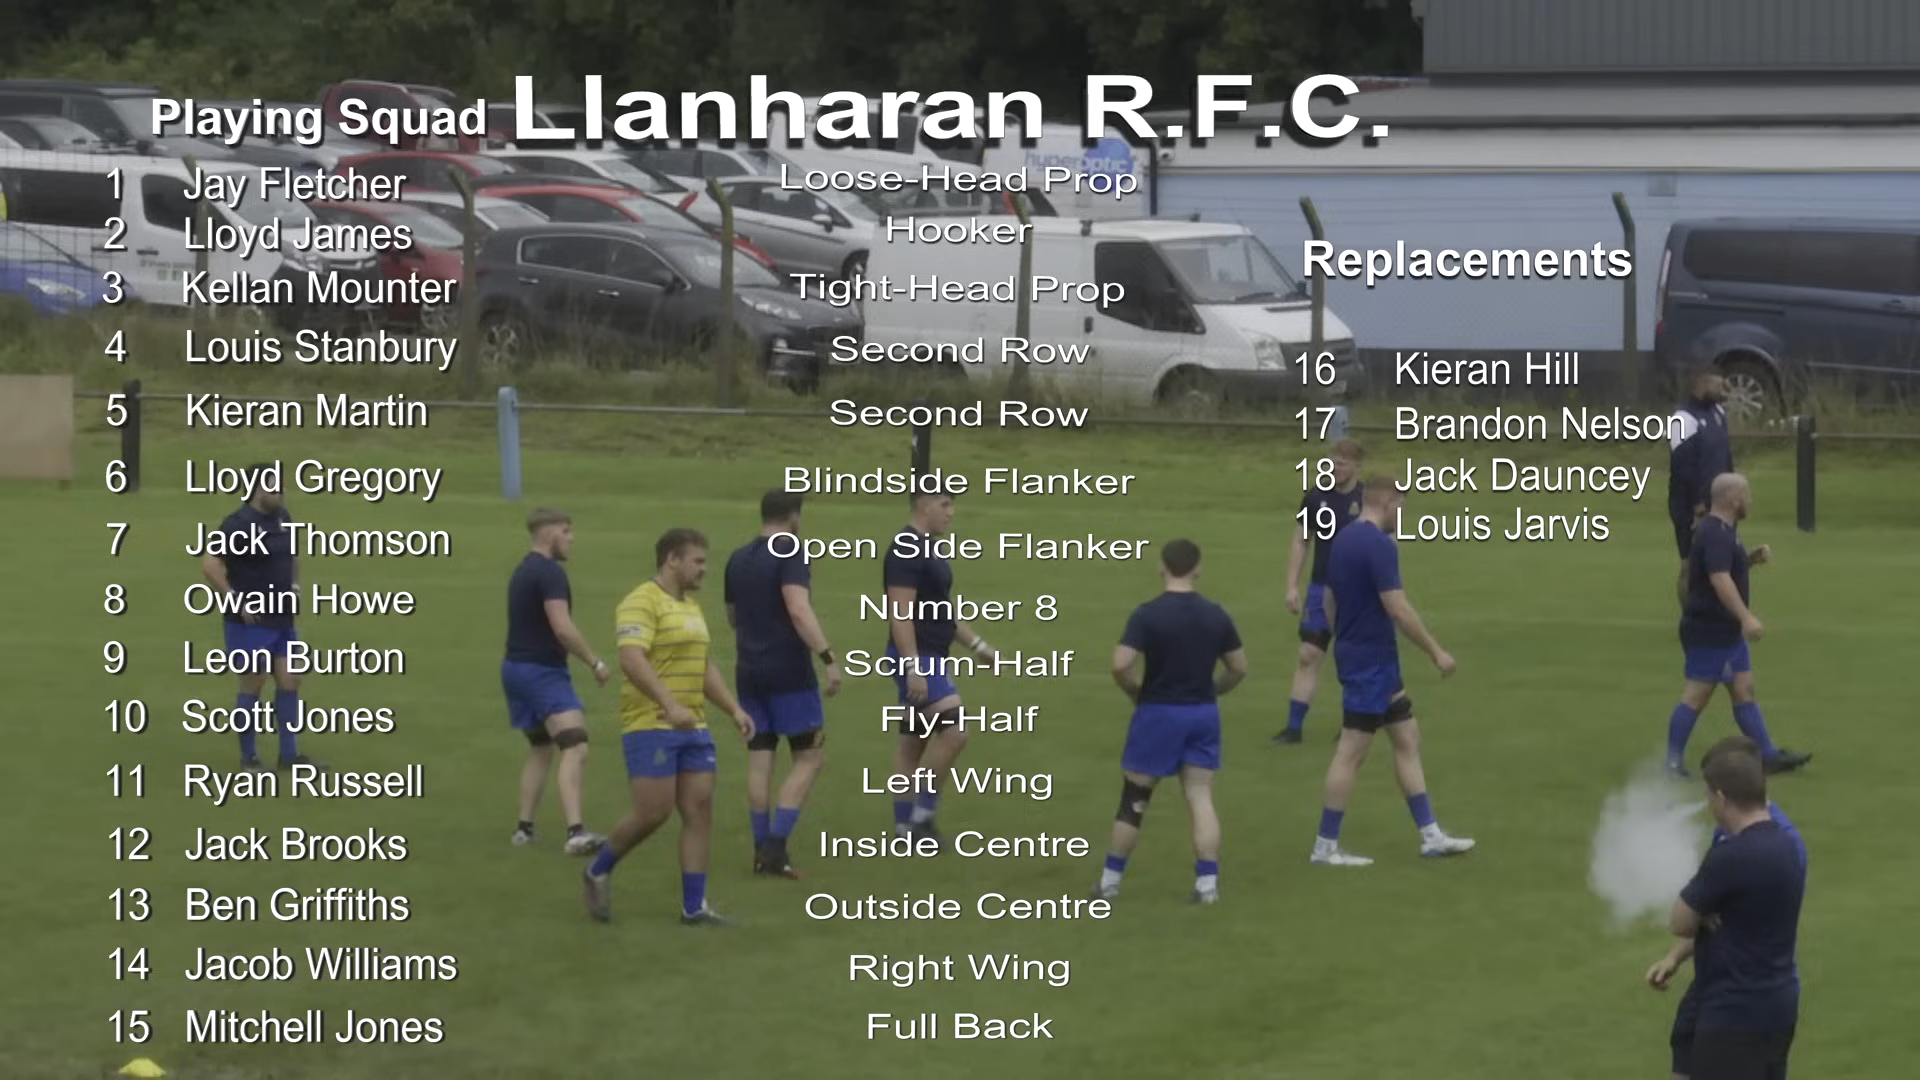 Playing Squad Llanharan R.F.C.
1 Jay Fletcher Loose-Head Prop
2 Lloyd James Hooker
3 Kellan Mounter Tight-Head Prop
4 Louis Stanbury Second Row
5 Kieran Martin Second Row
6 Lloyd Gregory Blindside Flanker
7 Jack Thomson Open Side Flanker
8 Owain Howe Number 8
9 Leon Burton Scrum-Half
10 Scott Jones Fly-Half
11 Ryan Russell Left Wing
12 Jack Brooks Inside Centre
13 Ben Griffiths Outside Centre
14 Jacob Williams Right Wing
15 Mitchell Jones Full Back
Replacements
16 Kieran Hill
17 Brandon Nelson
18 Jack Dauncey
19 Louis Jarvis
hyperoptic